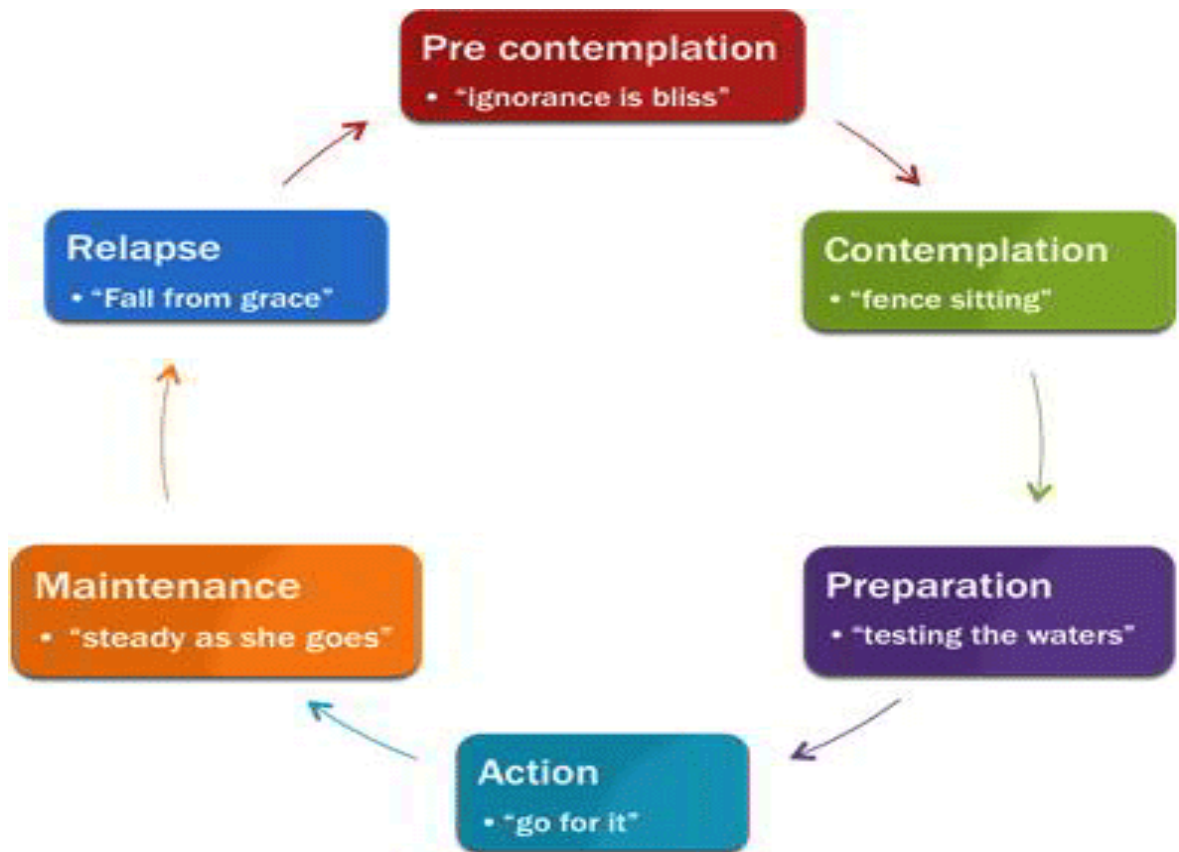 Pre contemplation
• “ignorance is bliss”
Contemplation
• “fence sitting”
Preparation
• “testing the waters”
Action
• “go for it”
Maintenance
• “steady as she goes”
Relapse
• “Fall from grace”